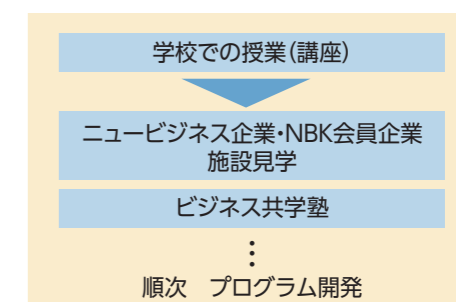 学校での授業（講座）
ニュービジネス企業・NBK会員企業
施設見学
ビジネス共学塾
⋮
順次　プログラム開発